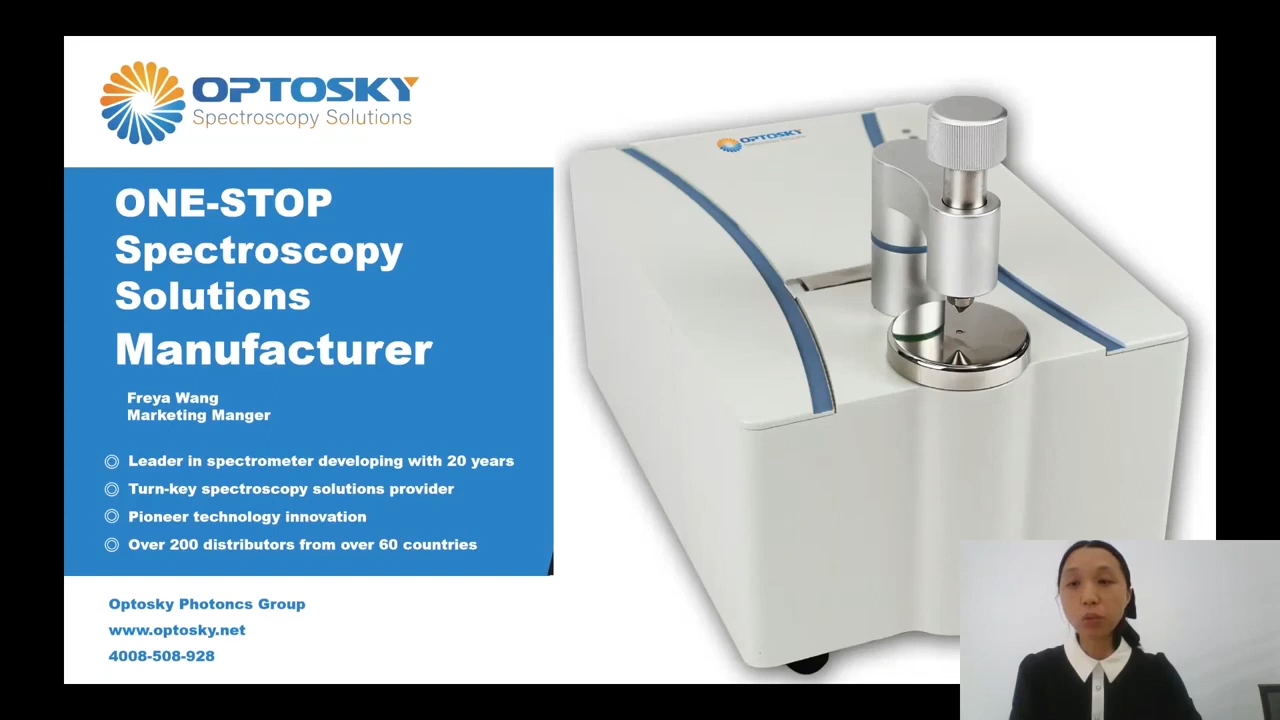 OPTOSKY
Spectroscopy Solutions
ONE-STOP
Spectroscopy
Solutions
Manufacturer
Freya Wang
Marketing Manger
Leader in spectrometer developing with 20 years
Turn-key spectroscopy solutions provider
Pioneer technology innovation
Over 200 distributors from over 60 countries
Optosky Photoncs Group
www.optosky.net
4008-508-928
OPTOSKY